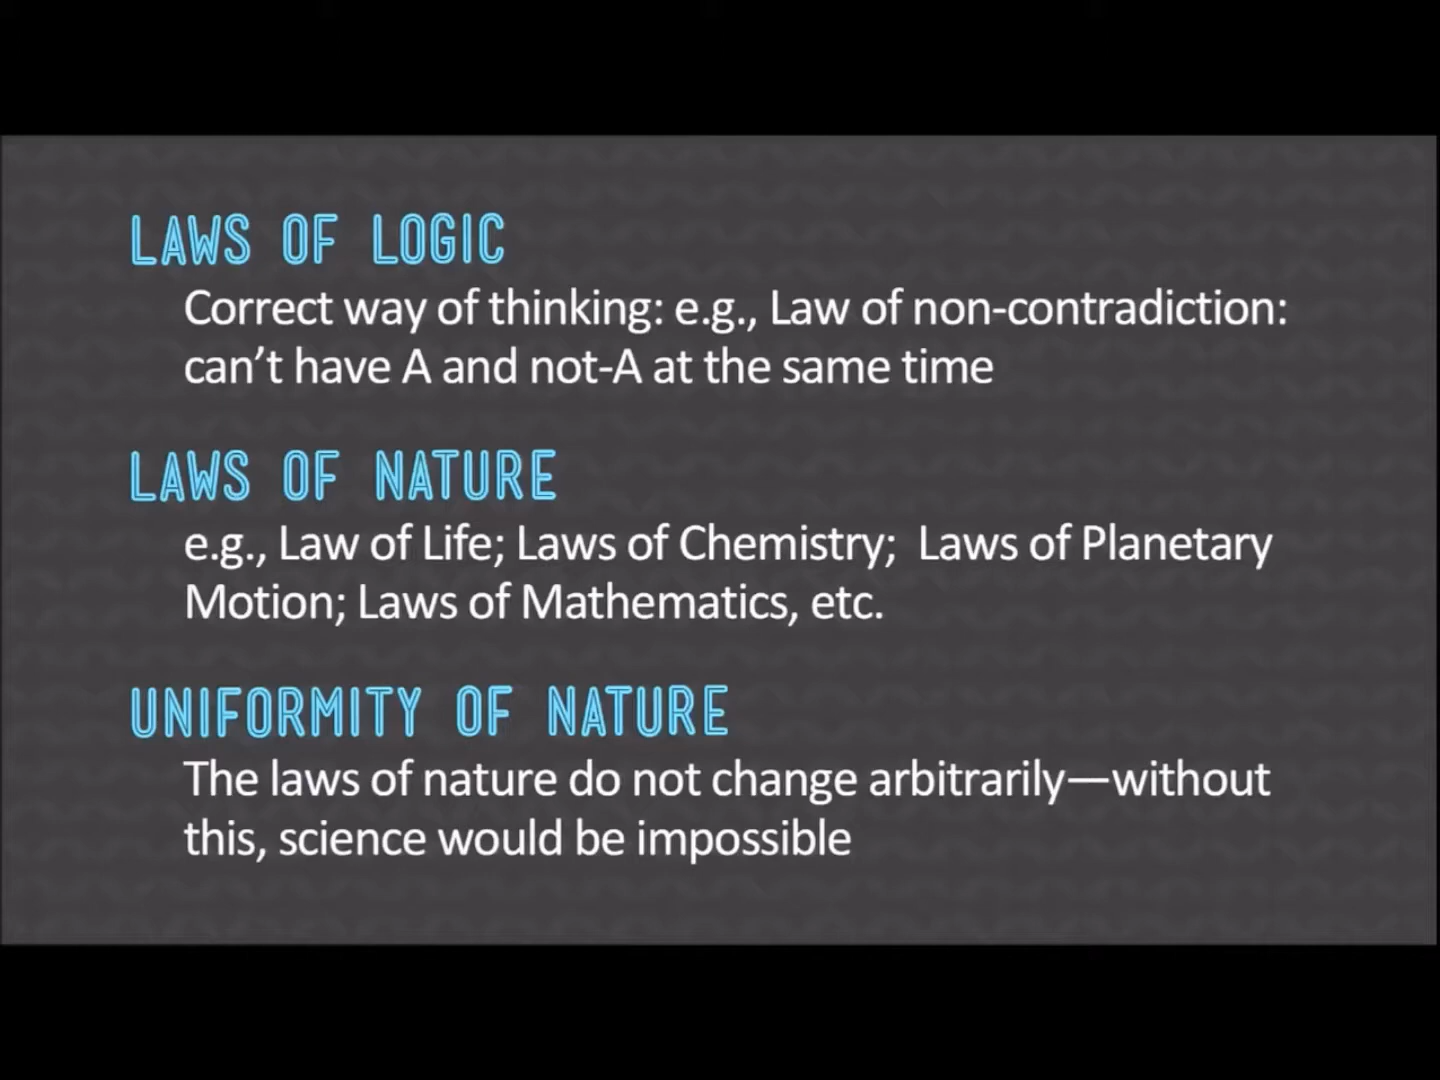 LAWS OF LOGIC
Correct way of thinking: e.g., Law of non-contradiction:
can’t have A and not-A at the same time
LAWS OF NATURE
e.g., Law of Life; Laws of Chemistry;  Laws of Planetary
Motion; Laws of Mathematics, etc.
UNIFORMITY OF NATURE
The laws of nature do not change arbitrarily—without
this, science would be impossible